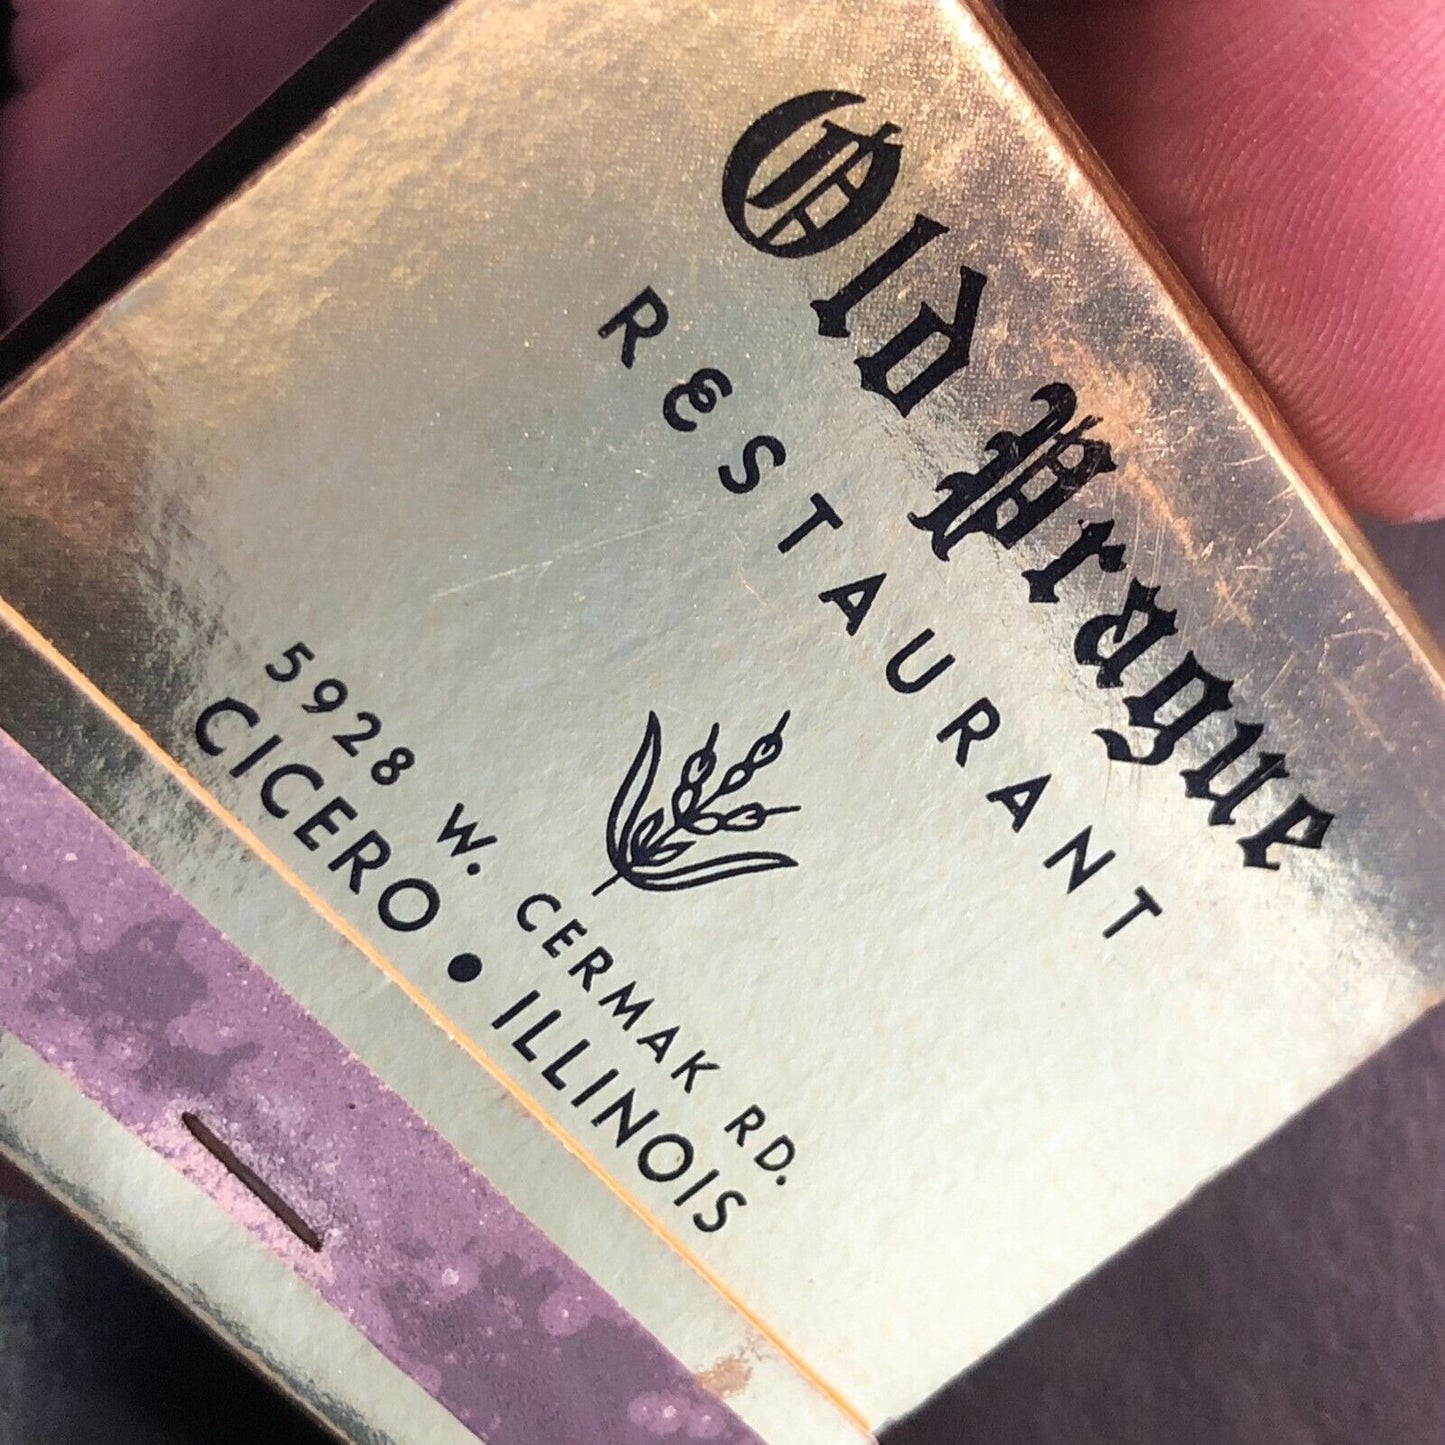 Old Prague
RESTAURANT
5928 W. CERMAK RD.
CICERO • ILLINOIS